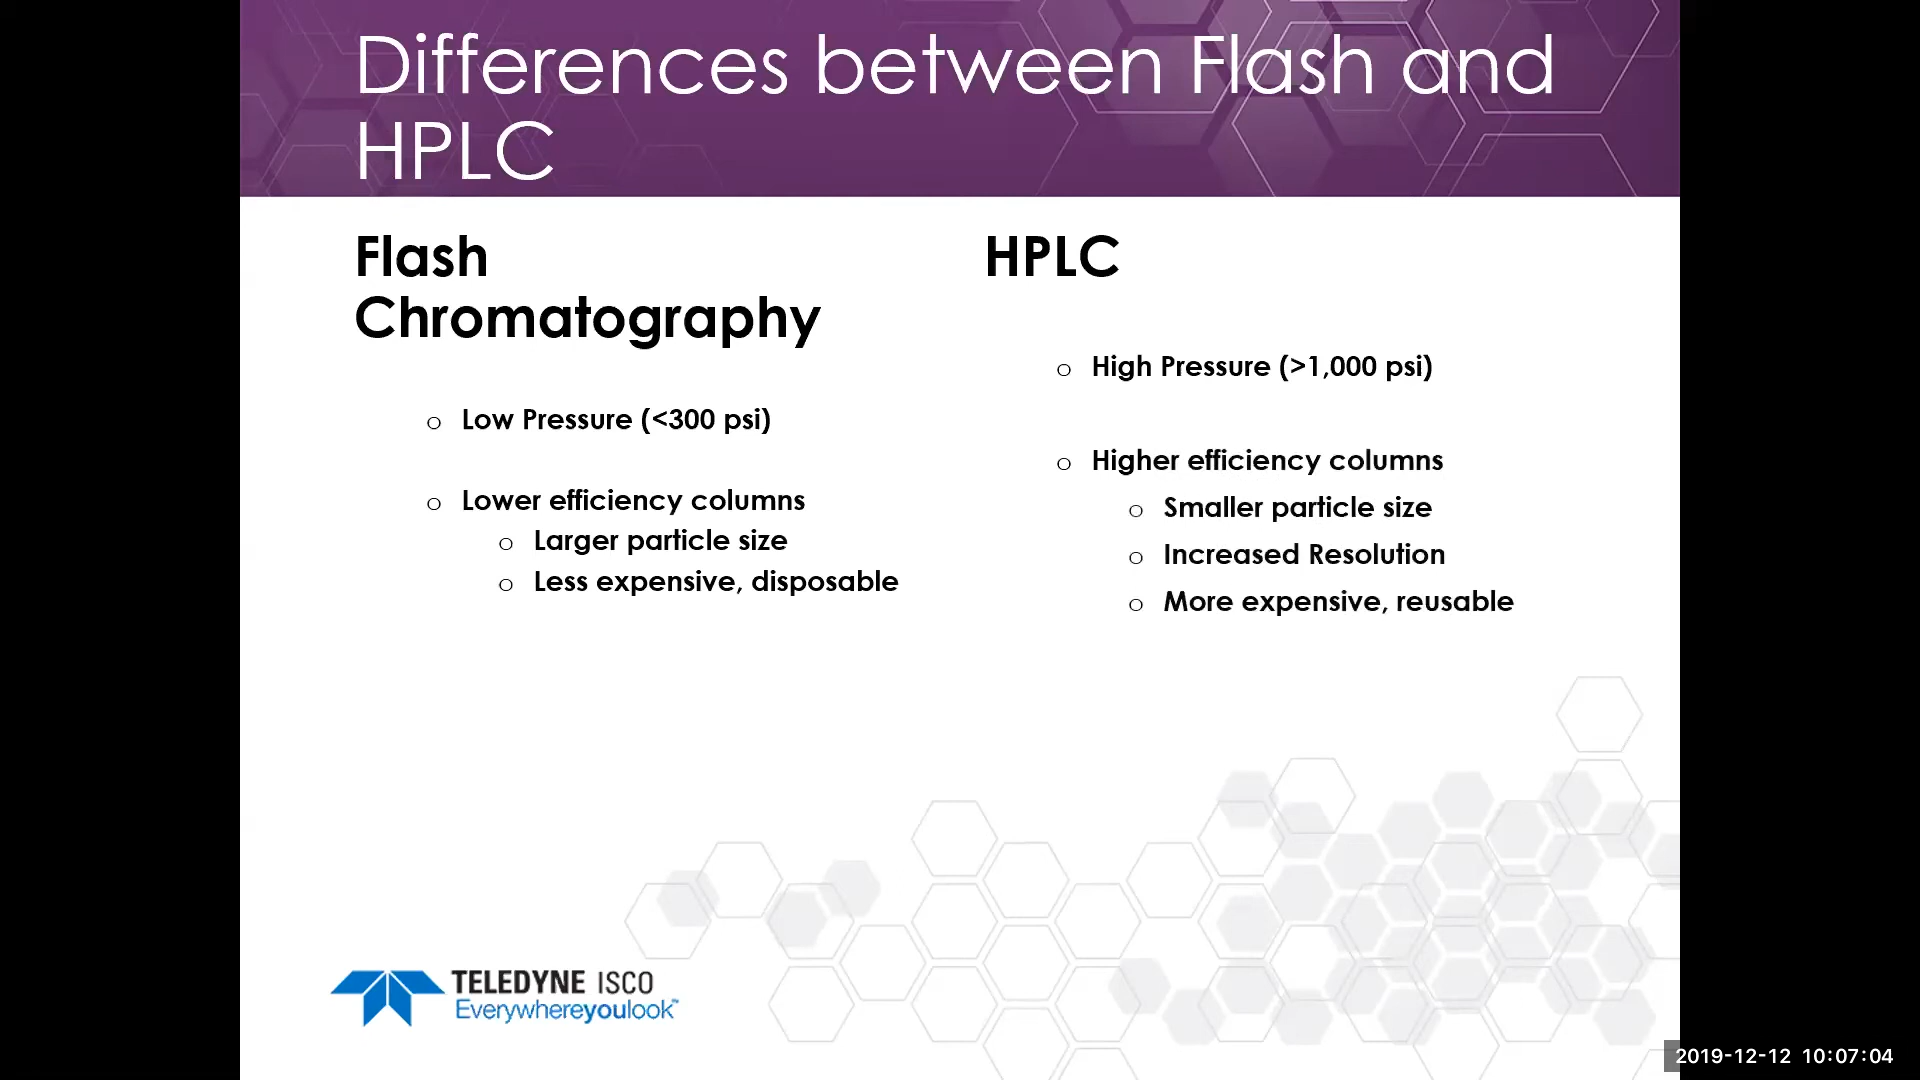 Differences between Flash and
HPLC
Flash
Chromatography
o Low Pressure (<300 psi)
o Lower efficiency columns
o Larger particle size
o Less expensive, disposable
HPLC
o High Pressure (>1,000 psi)
o Higher efficiency columns
o Smaller particle size
o Increased Resolution
o More expensive, reusable
TELEDYNE ISCO
Everywhereyoulook™
2019-12-12 10:07:04